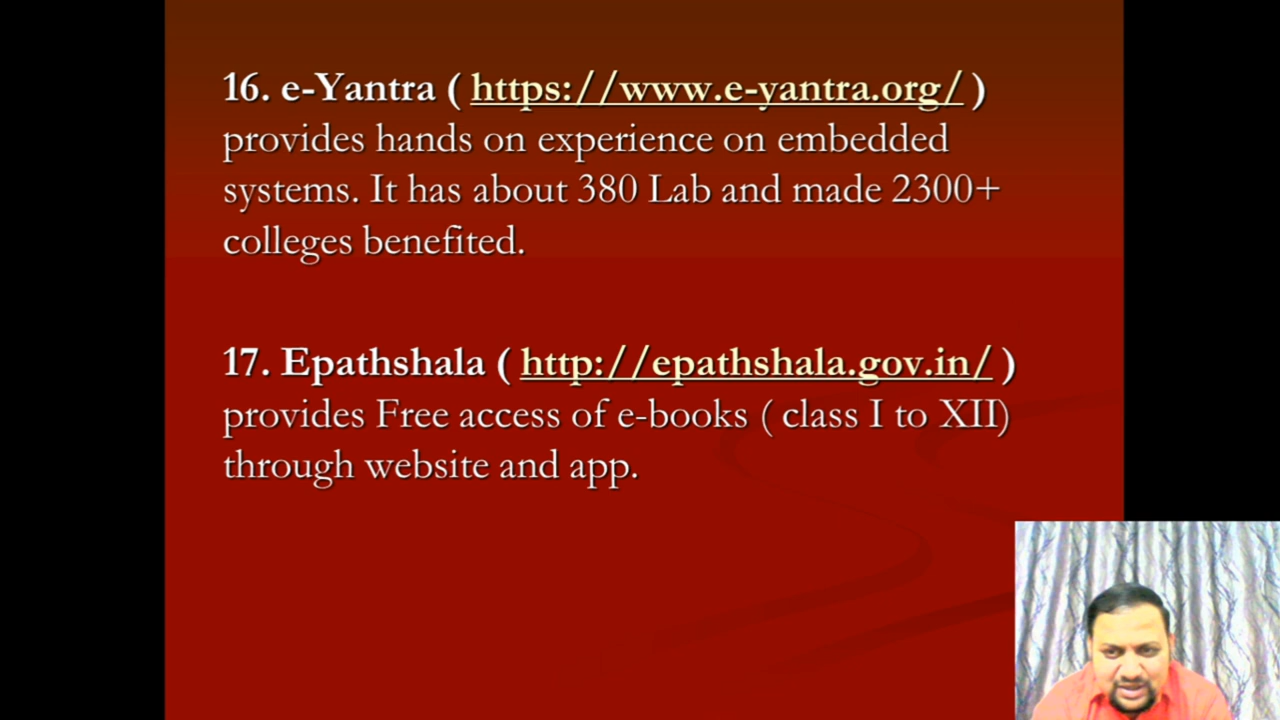 16. e-Yantra ( https://www.e-yantra.org/ )
provides hands on experience on embedded
systems. It has about 380 Lab and made 2300+
colleges benefited.
17. Epathshala ( http://epathshala.gov.in/ )
provides Free access of e-books ( class I to XII)
through website and app.